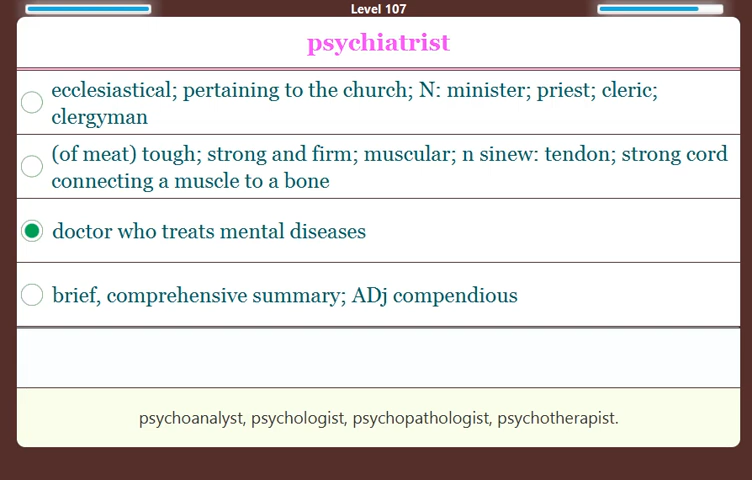 Level 107
psychiatrist
ecclesiastical; pertaining to the church; N: minister; priest; cleric;
clergyman
(of meat) tough; strong and firm; muscular; n sinew: tendon; strong cord
connecting a muscle to a bone
doctor who treats mental diseases
brief, comprehensive summary; ADj compendious
psychoanalyst, psychologist, psychopathologist, psychotherapist.